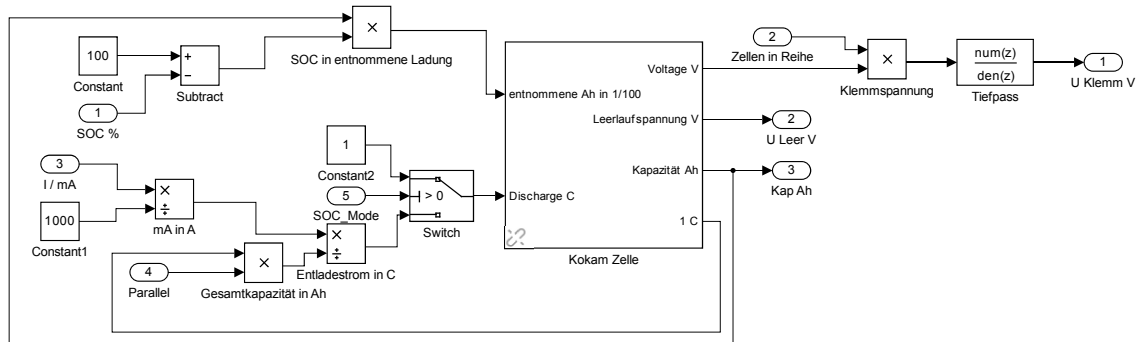 100
Constant
1
SOC %
+
−
Subtract
×
SOC in entnommene Ladung
3
I / mA
1000
Constant1
×
÷
mA in A
4
Parallel
×
Gesamtkapazität in Ah
1
Constant2
5
SOC_Mode
×
÷
Entladestrom in C
> 0
Switch
entnommene Ah in 1/100
Discharge C
Voltage V
Leerlaufspannung V
Kapazität Ah
1 C
Kokam Zelle
2
Zellen in Reihe
×
Klemmspannung
num(z)
den(z)
Tiefpass
1
U Klemm V
2
U Leer V
3
Kap Ah